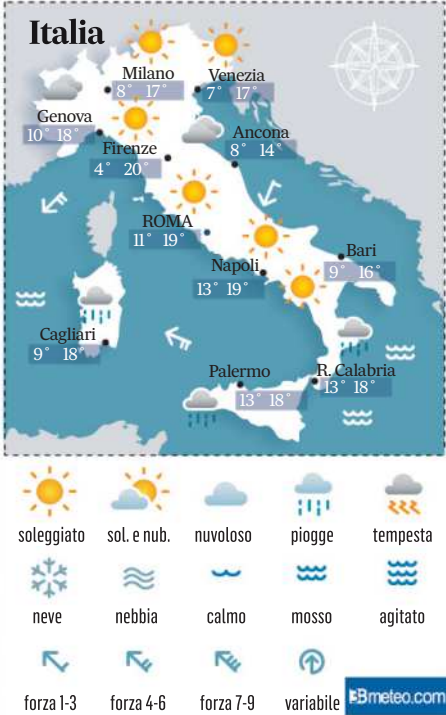 Italia
Milano
8° 17°
Venezia
7° 17°
Genova
10° 18°
Firenze
4° 20°
Ancona
8° 14°
ROMA
11° 19°
Napoli
13° 19°
Bari
9° 16°
Cagliari
9° 18°
Palermo
13° 18°
R. Calabria
13° 18°
soleggiato sol. e nub. nuvoloso piogge tempesta
neve nebbia calmo mosso agitato
forza 1-3 forza 4-6 forza 7-9 variabile
3Bmeteo.com